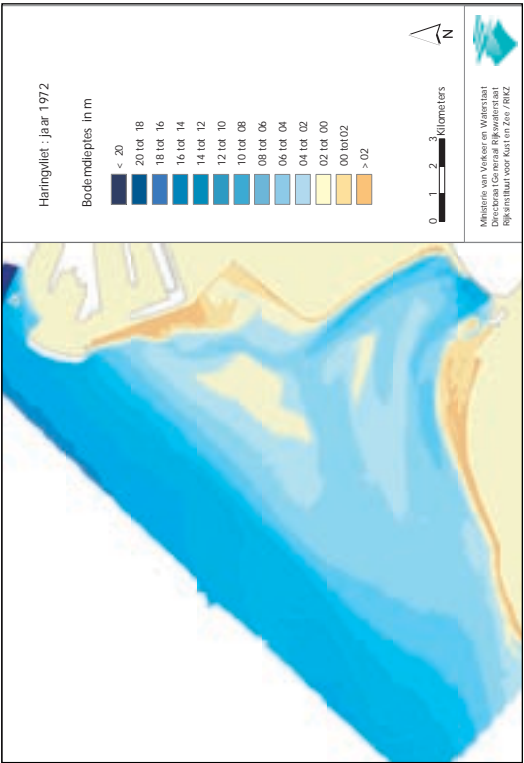 Haringvliet : jaar 1972
Bodemdieptes in m
< 20
20 tot 18
18 tot 16
16 tot 14
14 tot 12
12 tot 10
10 tot 08
08 tot 06
06 tot 04
04 tot 02
02 tot 00
00 tot 02
> 02
N
0 1 2 3 Kilometers
Ministerie van Verkeer en Waterstaat
Directoraat Generaal Rijkswaterstaat
Rijksinstituut voor Kust en Zee / RIKZ